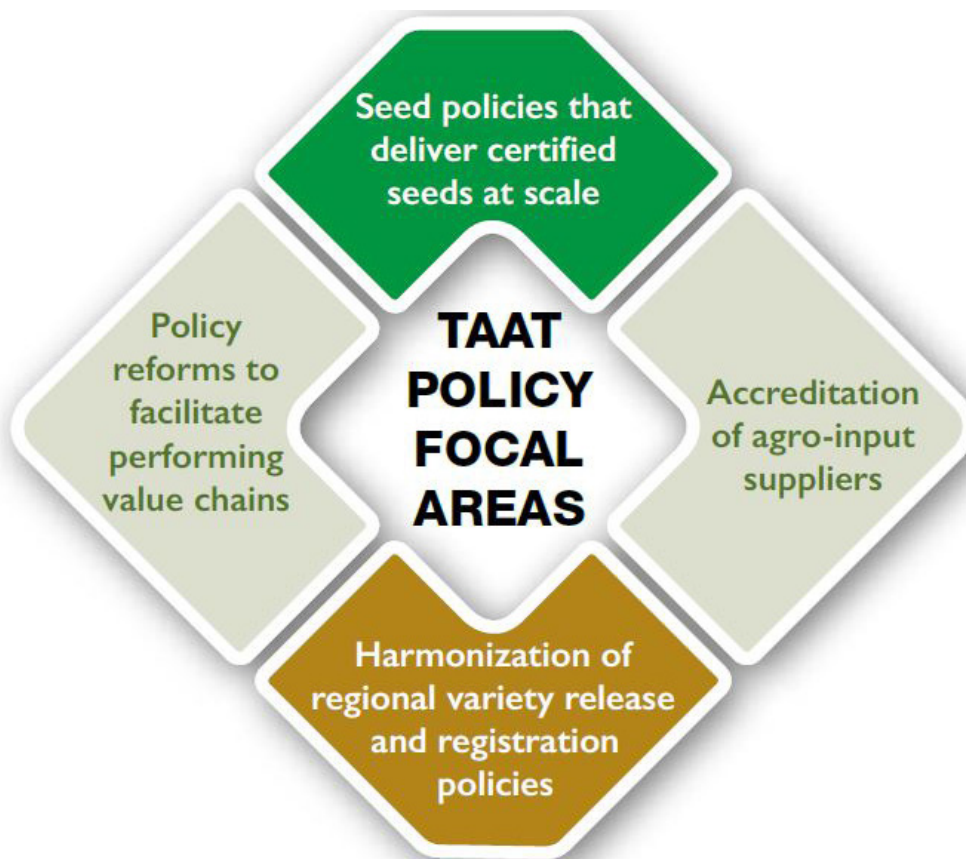 Seed policies that
deliver certified
seeds at scale
Policy
reforms to
facilitate
performing
value chains
TAAT
POLICY
FOCAL
AREAS
Accreditation
of agro-input
suppliers
Harmonization of
regional variety release
and registration
policies